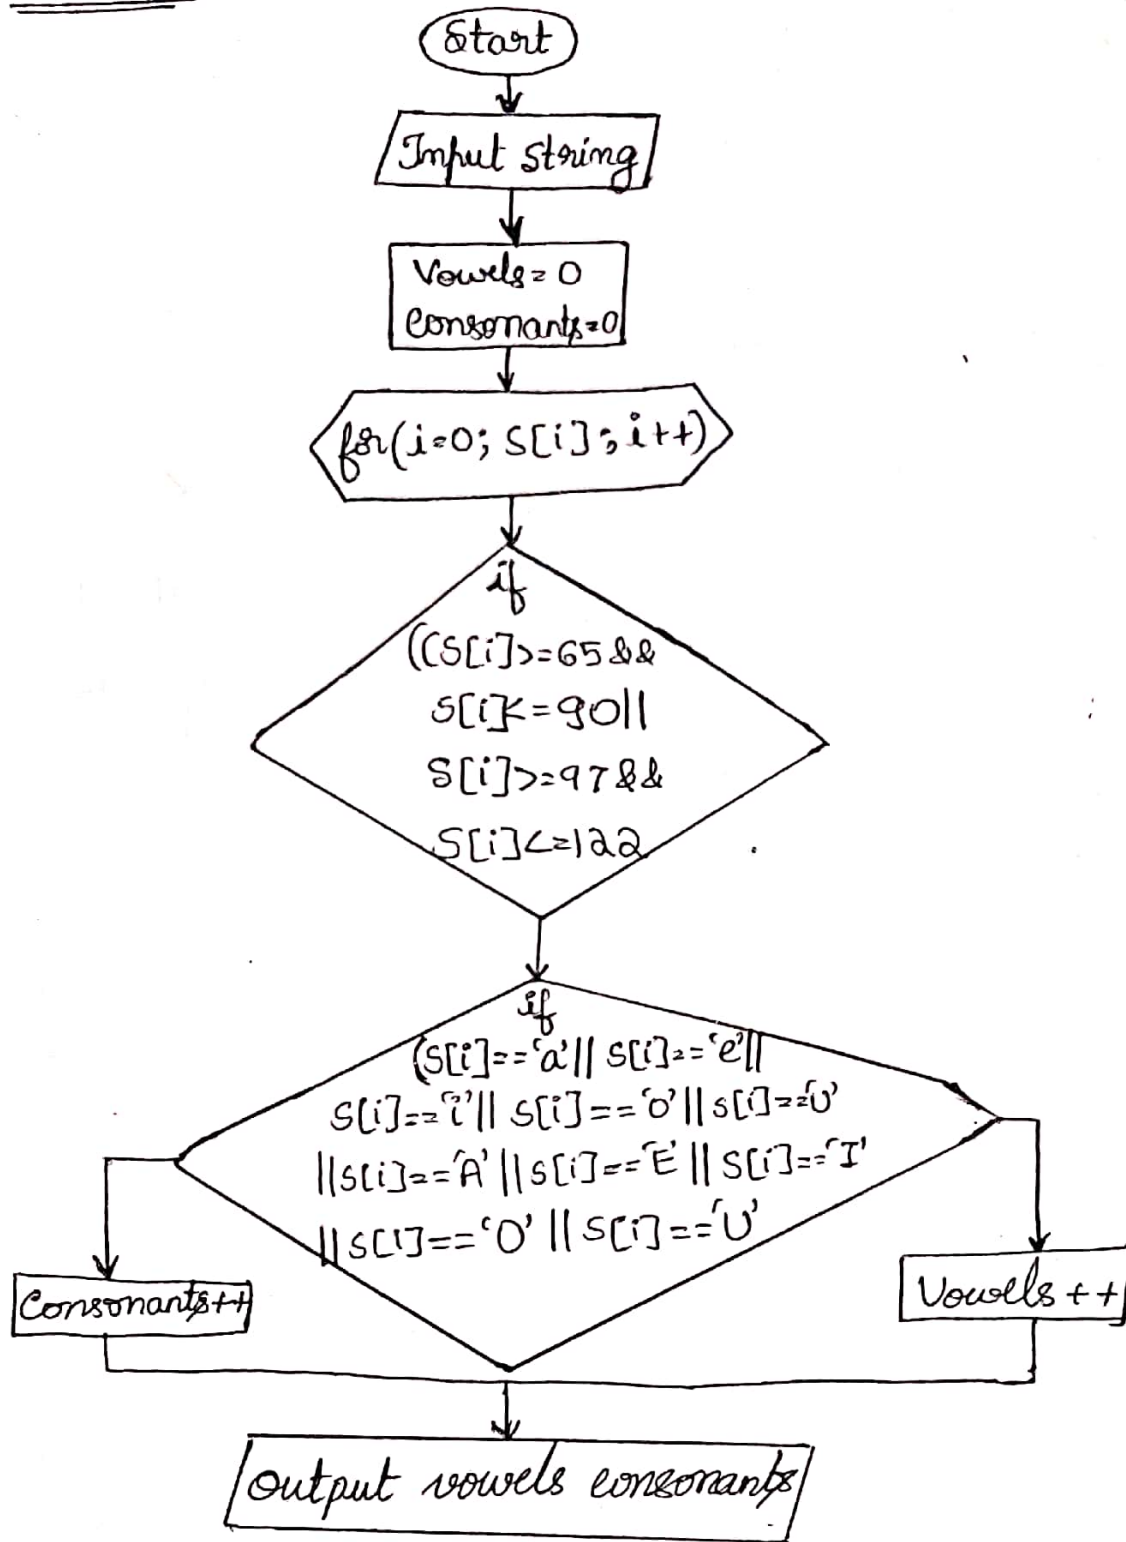 Start
Input string
Vowels=0
Consonants=0
for(i=0; S[i]; i++)
if
((S[i]>=65&&
S[i]<=90||
S[i]>=97&&
S[i]<=122
if
(S[i]=='a'|| S[i]=='e'||
S[i]=='i'|| S[i]=='o'||S[i]=='U'
||S[i]=='A'||S[i]=='E'|| S[i]=='I'
||S[i]=='O'|| S[i]=='U'
Consonants++
Vowels++
output vowels consonants